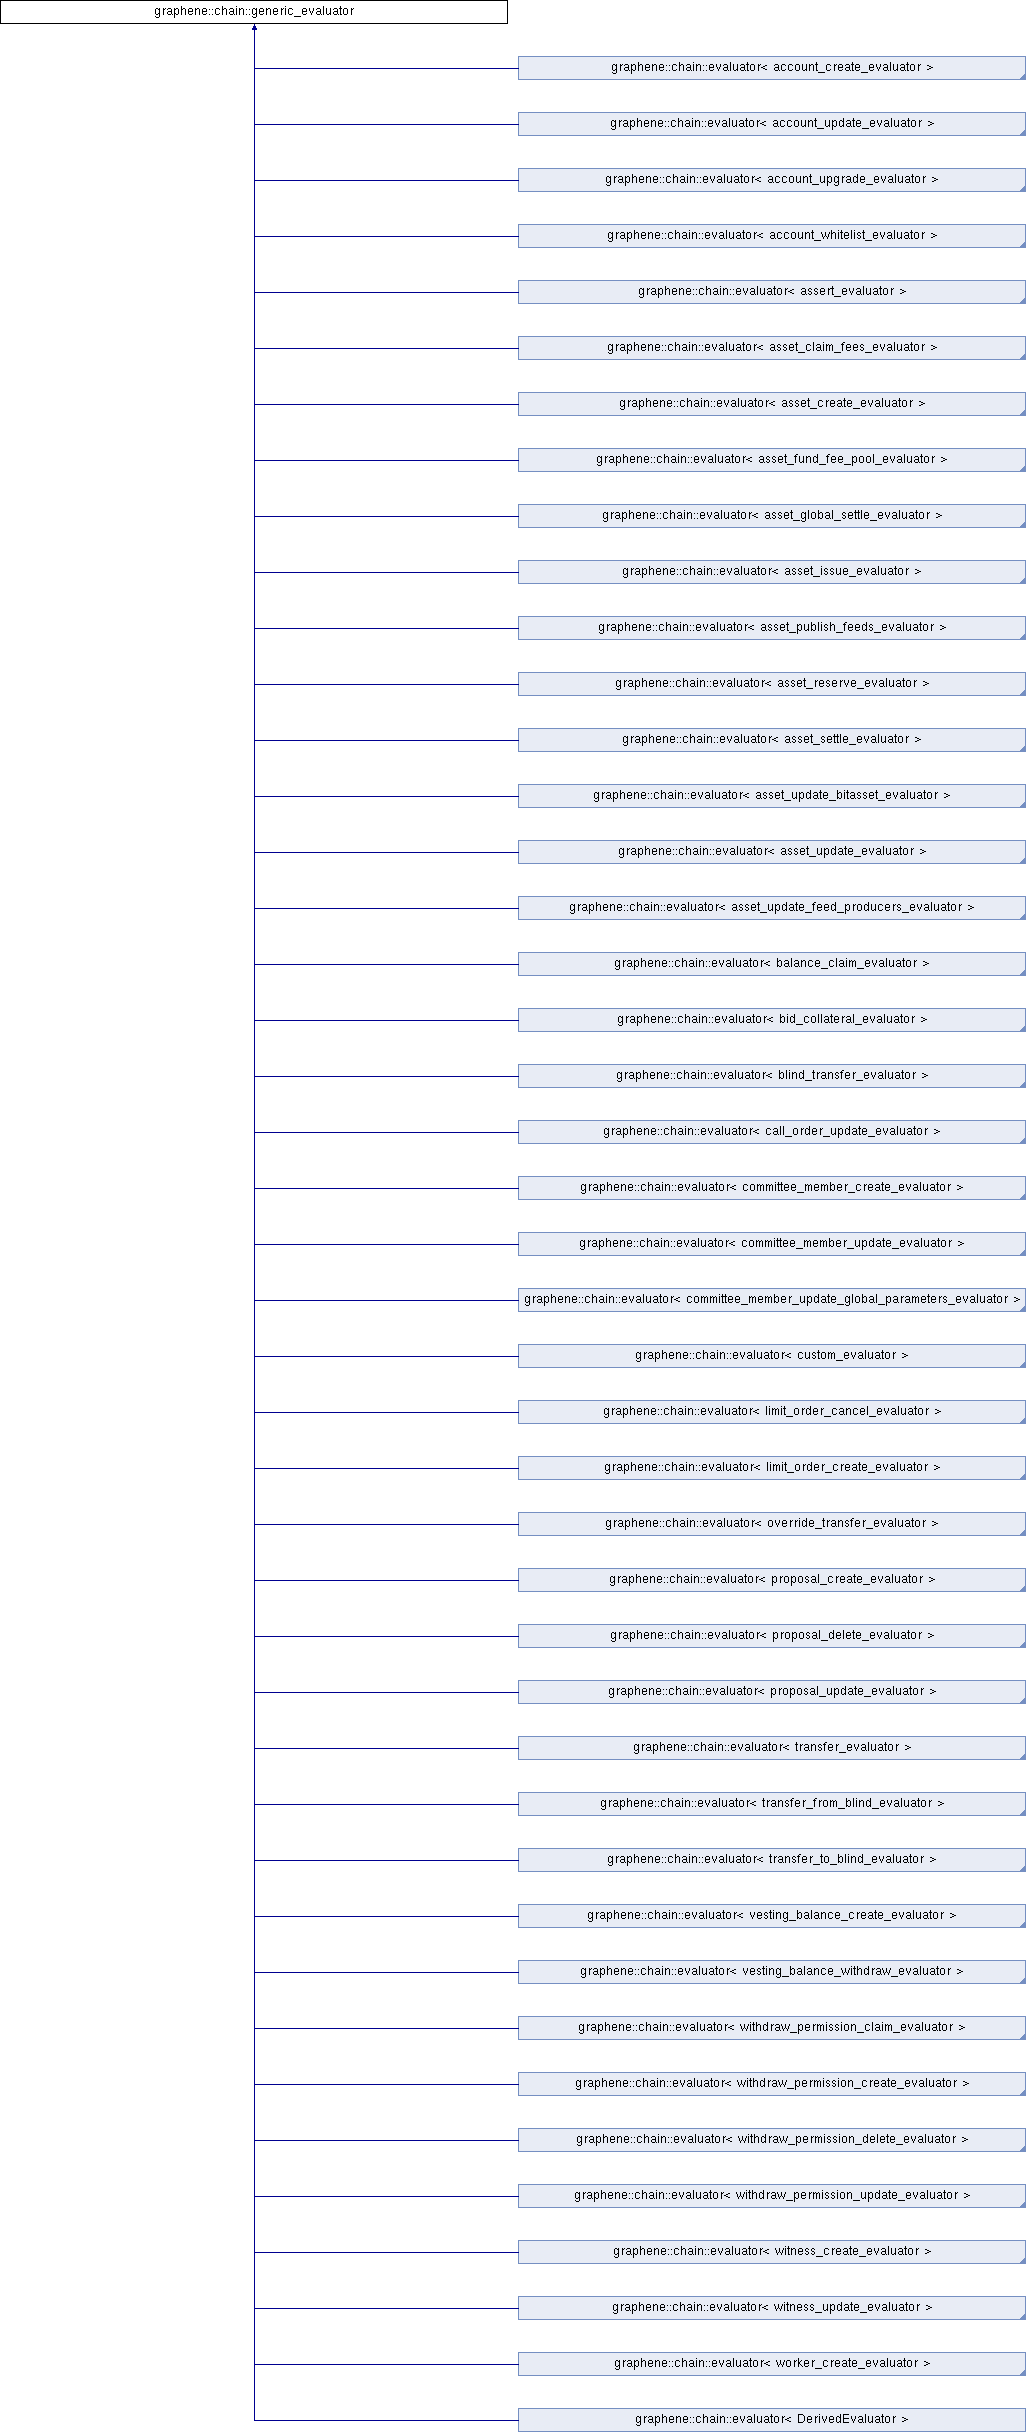 graphene::chain::generic_evaluator
graphene::chain::evaluator< account_create_evaluator >
graphene::chain::evaluator< account_update_evaluator >
graphene::chain::evaluator< account_upgrade_evaluator >
graphene::chain::evaluator< account_whitelist_evaluator >
graphene::chain::evaluator< assert_evaluator >
graphene::chain::evaluator< asset_claim_fees_evaluator >
graphene::chain::evaluator< asset_create_evaluator >
graphene::chain::evaluator< asset_fund_fee_pool_evaluator >
graphene::chain::evaluator< asset_global_settle_evaluator >
graphene::chain::evaluator< asset_issue_evaluator >
graphene::chain::evaluator< asset_publish_feeds_evaluator >
graphene::chain::evaluator< asset_reserve_evaluator >
graphene::chain::evaluator< asset_settle_evaluator >
graphene::chain::evaluator< asset_update_bitasset_evaluator >
graphene::chain::evaluator< asset_update_evaluator >
graphene::chain::evaluator< asset_update_feed_producers_evaluator >
graphene::chain::evaluator< balance_claim_evaluator >
graphene::chain::evaluator< bid_collateral_evaluator >
graphene::chain::evaluator< blind_transfer_evaluator >
graphene::chain::evaluator< call_order_update_evaluator >
graphene::chain::evaluator< committee_member_create_evaluator >
graphene::chain::evaluator< committee_member_update_evaluator >
graphene::chain::evaluator< committee_member_update_global_parameters_evaluator >
graphene::chain::evaluator< custom_evaluator >
graphene::chain::evaluator< limit_order_cancel_evaluator >
graphene::chain::evaluator< limit_order_create_evaluator >
graphene::chain::evaluator< override_transfer_evaluator >
graphene::chain::evaluator< proposal_create_evaluator >
graphene::chain::evaluator< proposal_delete_evaluator >
graphene::chain::evaluator< proposal_update_evaluator >
graphene::chain::evaluator< transfer_evaluator >
graphene::chain::evaluator< transfer_from_blind_evaluator >
graphene::chain::evaluator< transfer_to_blind_evaluator >
graphene::chain::evaluator< vesting_balance_create_evaluator >
graphene::chain::evaluator< vesting_balance_withdraw_evaluator >
graphene::chain::evaluator< withdraw_permission_claim_evaluator >
graphene::chain::evaluator< withdraw_permission_create_evaluator >
graphene::chain::evaluator< withdraw_permission_delete_evaluator >
graphene::chain::evaluator< withdraw_permission_update_evaluator >
graphene::chain::evaluator< witness_create_evaluator >
graphene::chain::evaluator< witness_update_evaluator >
graphene::chain::evaluator< worker_create_evaluator >
graphene::chain::evaluator< DerivedEvaluator >